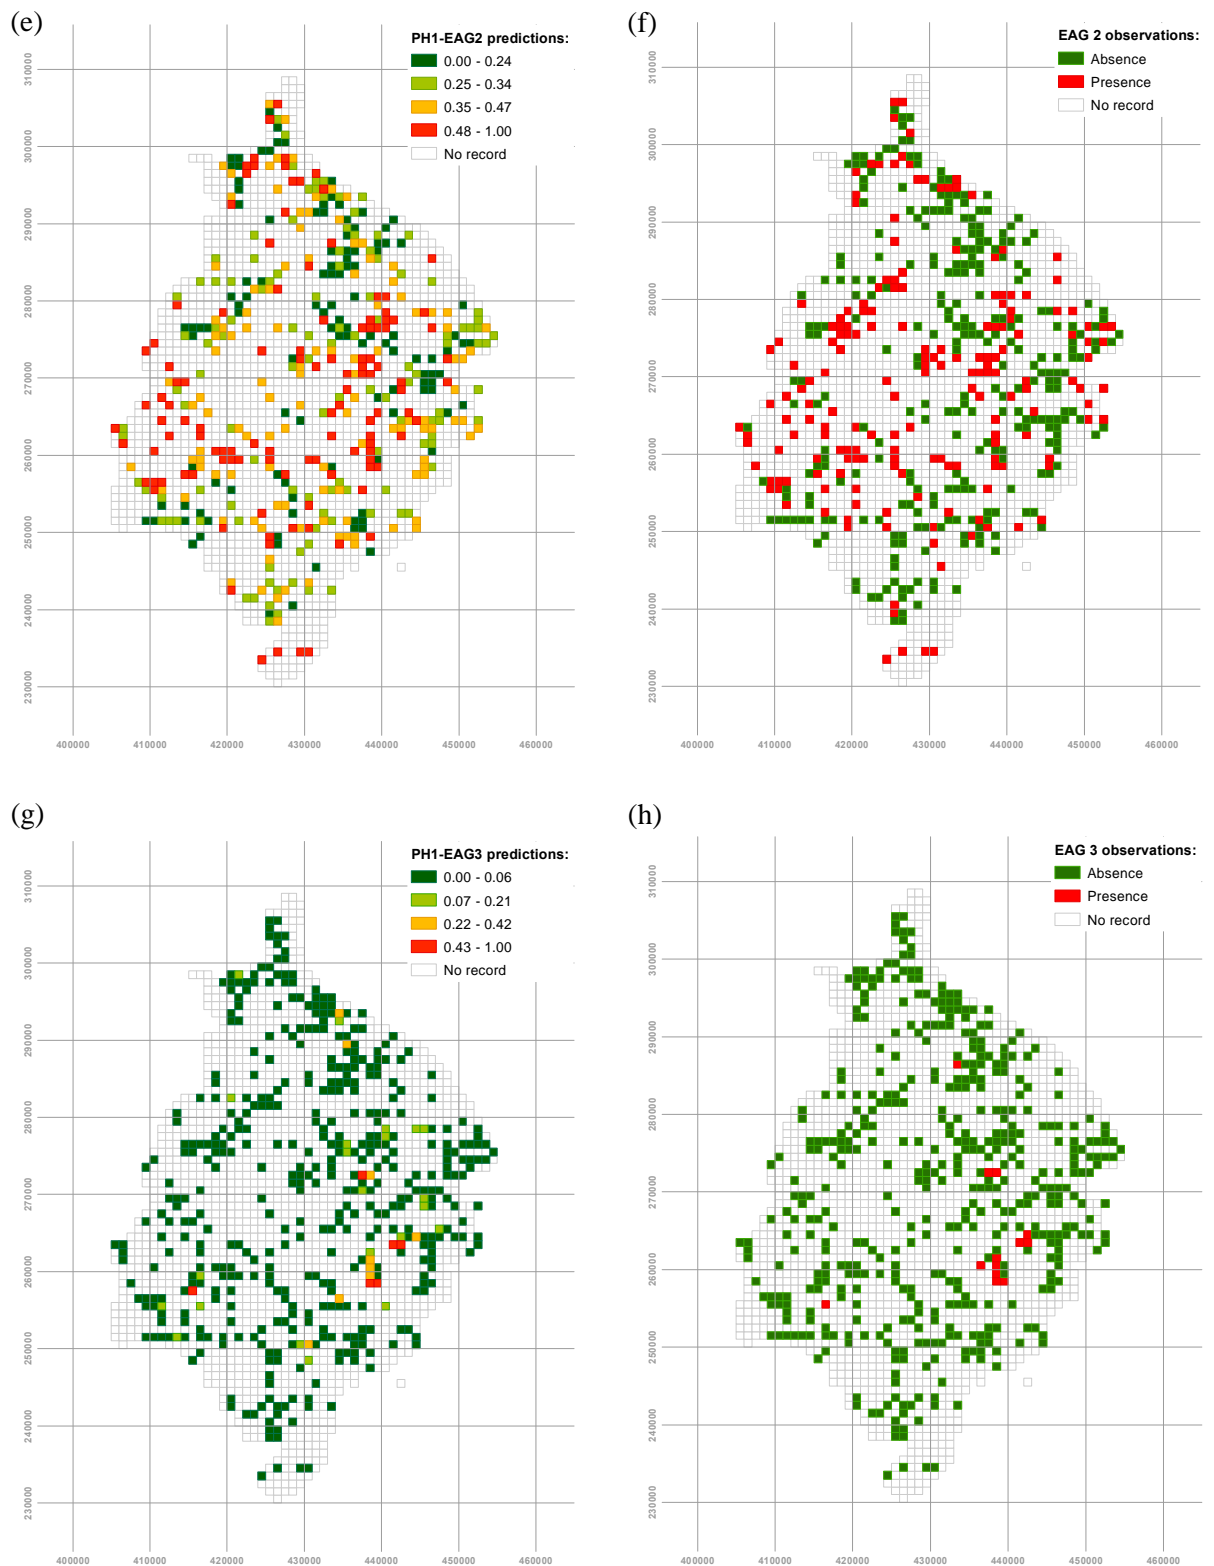 (e)
PH1-EAG2 predictions:
0.00 - 0.24
0.25 - 0.34
0.35 - 0.47
0.48 - 1.00
No record
310000
300000
290000
280000
270000
260000
250000
240000
230000
400000 410000 420000 430000 440000 450000 460000
(f)
EAG 2 observations:
Absence
Presence
No record
310000
300000
290000
280000
270000
260000
250000
240000
230000
400000 410000 420000 430000 440000 450000 460000
(g)
PH1-EAG3 predictions:
0.00 - 0.06
0.07 - 0.21
0.22 - 0.42
0.43 - 1.00
No record
310000
300000
290000
280000
270000
260000
250000
240000
230000
400000 410000 420000 430000 440000 450000 460000
(h)
EAG 3 observations:
Absence
Presence
No record
310000
300000
290000
280000
270000
260000
250000
240000
230000
400000 410000 420000 430000 440000 450000 460000